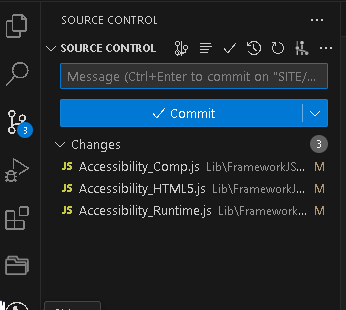 SOURCE CONTROL
SOURCE CONTROL
Message (Ctrl+Enter to commit on "SITE/...
Commit
3
Changes 3
JS Accessibility_Comp.js Lib\FrameworkJS... M
JS Accessibility_HTML5.js Lib\FrameworkJ... M
JS Accessibility_Runtime.js Lib\Framework... M